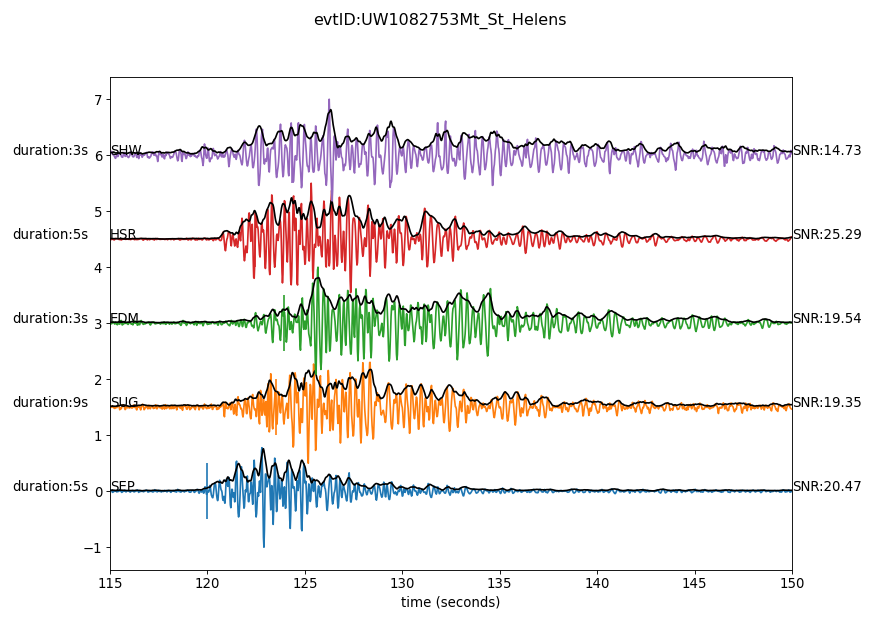 evtID:UW1082753Mt_St_Helens
7
duration:3s SHW SNR:14.73
6
5
duration:5s HSR SNR:25.29
4
duration:3s EDM SNR:19.54
3
2
duration:9s SUG SNR:19.35
1
duration:5s SEP SNR:20.47
0
−1
115 120 125 130 135 140 145 150
time (seconds)